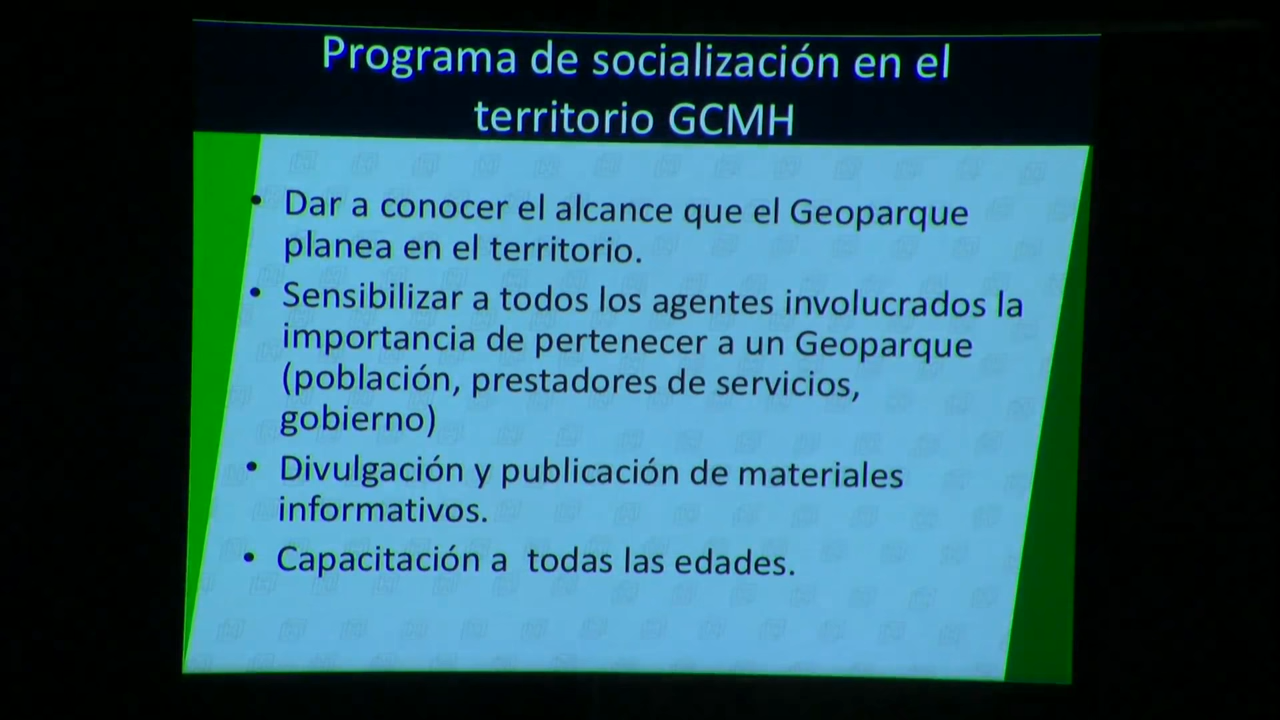 Programa de socialización en el
territorio GCMH
• Dar a conocer el alcance que el Geoparque
planea en el territorio.
• Sensibilizar a todos los agentes involucrados la
importancia de pertenecer a un Geoparque
(población, prestadores de servicios,
gobierno)
• Divulgación y publicación de materiales
informativos.
• Capacitación a  todas las edades.